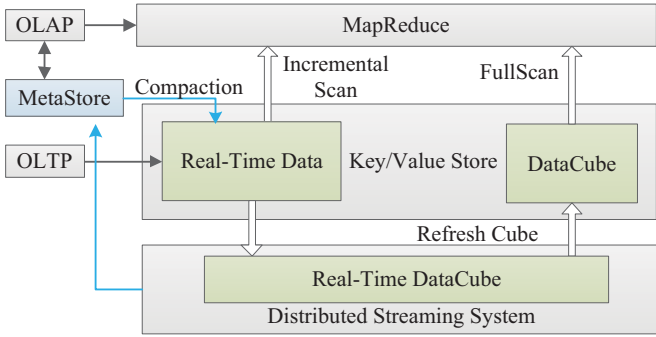 OLAP
MapReduce
Incremental
Scan
FullScan
MetaStore
Compaction
OLTP
Real-Time Data
Key/Value Store
DataCube
Refresh Cube
Real-Time DataCube
Distributed Streaming System